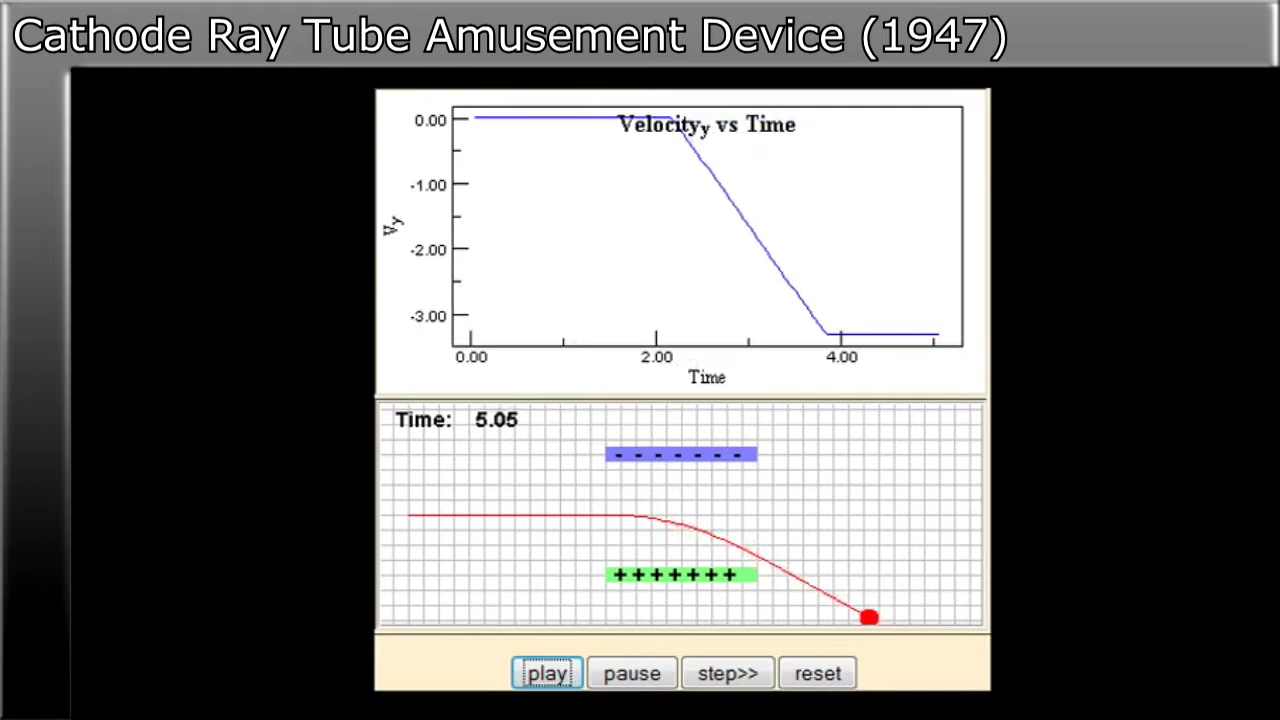 Cathode Ray Tube Amusement Device (1947)
Velocityy vs Time
0.00
-1.00
Vy
-2.00
-3.00
0.00 2.00 4.00
Time
Time: 5.05
- - - - - - -
+++++++
play pause step>> reset